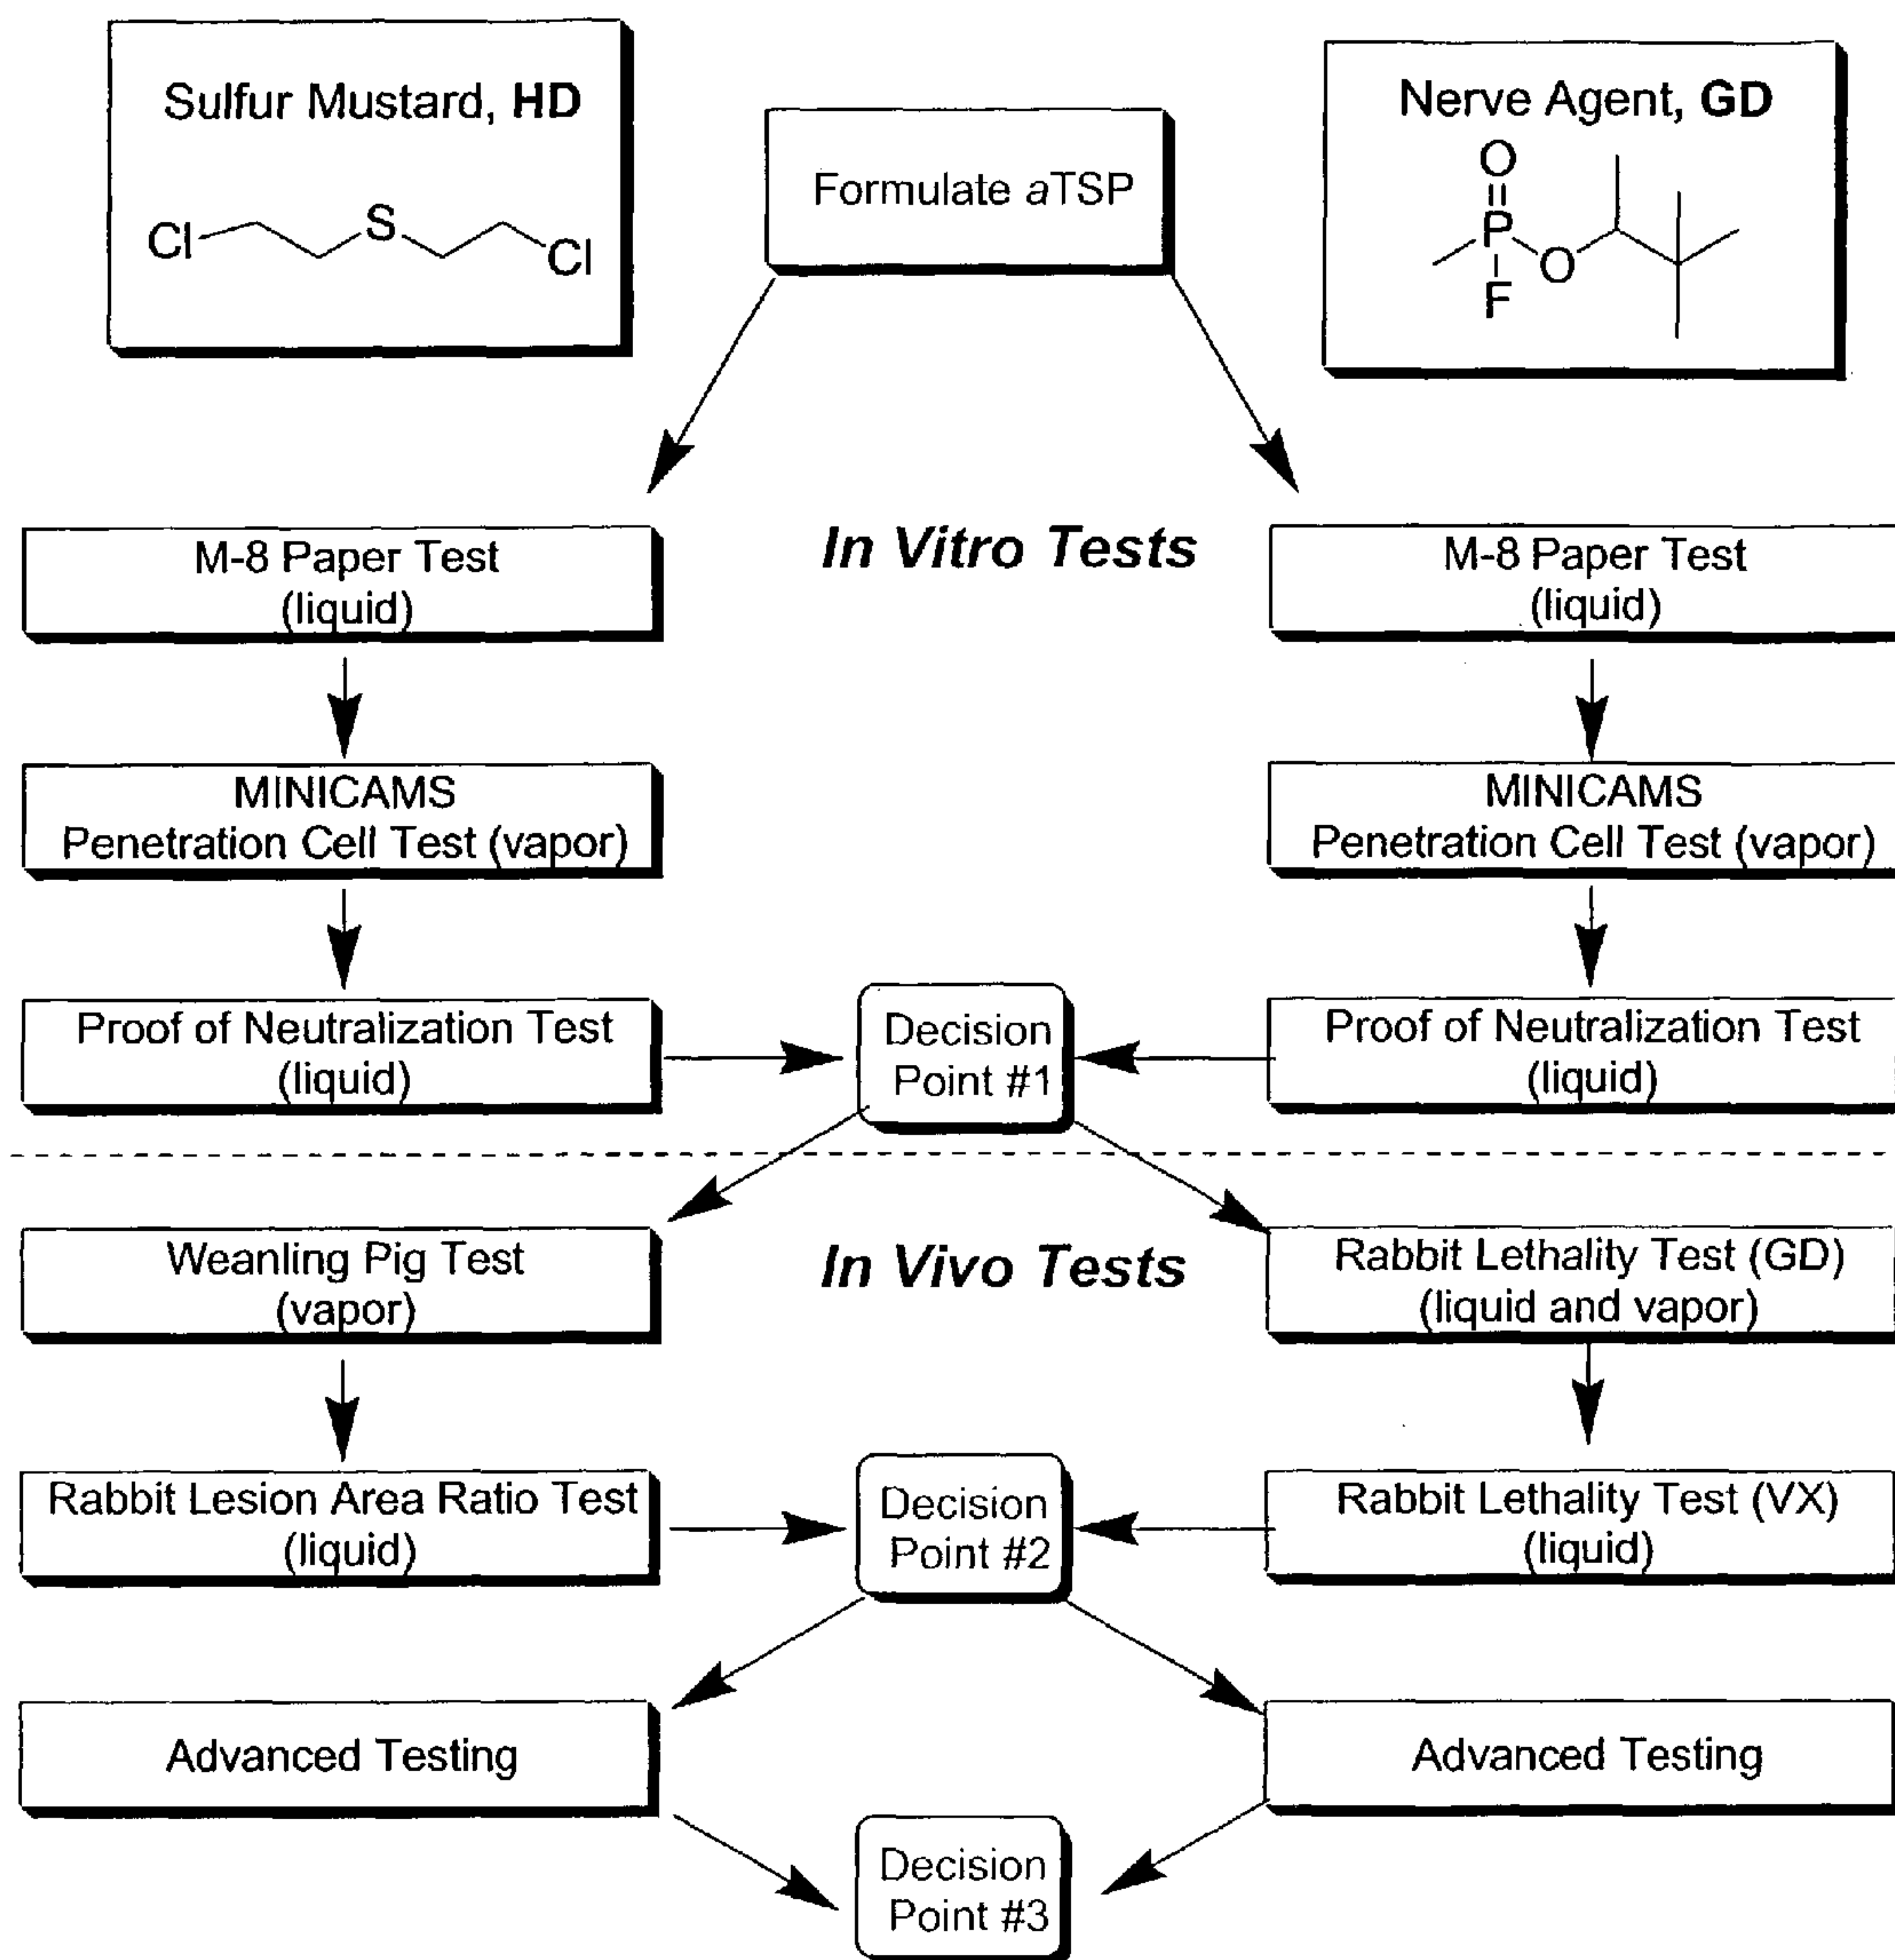 Sulfur Mustard, HD
Cl
S
Cl
Formulate aTSP
Nerve Agent, GD
O
P
O
F
In Vitro Tests
M-8 Paper Test
(liquid)
M-8 Paper Test
(liquid)
MINICAMS
Penetration Cell Test (vapor)
MINICAMS
Penetration Cell Test (vapor)
Proof of Neutralization Test
(liquid)
Decision
Point #1
Proof of Neutralization Test
(liquid)
In Vivo Tests
Weanling Pig Test
(vapor)
Rabbit Lethality Test (GD)
(liquid and vapor)
Rabbit Lesion Area Ratio Test
(liquid)
Decision
Point #2
Rabbit Lethality Test (VX)
(liquid)
Advanced Testing
Advanced Testing
Decision
Point #3